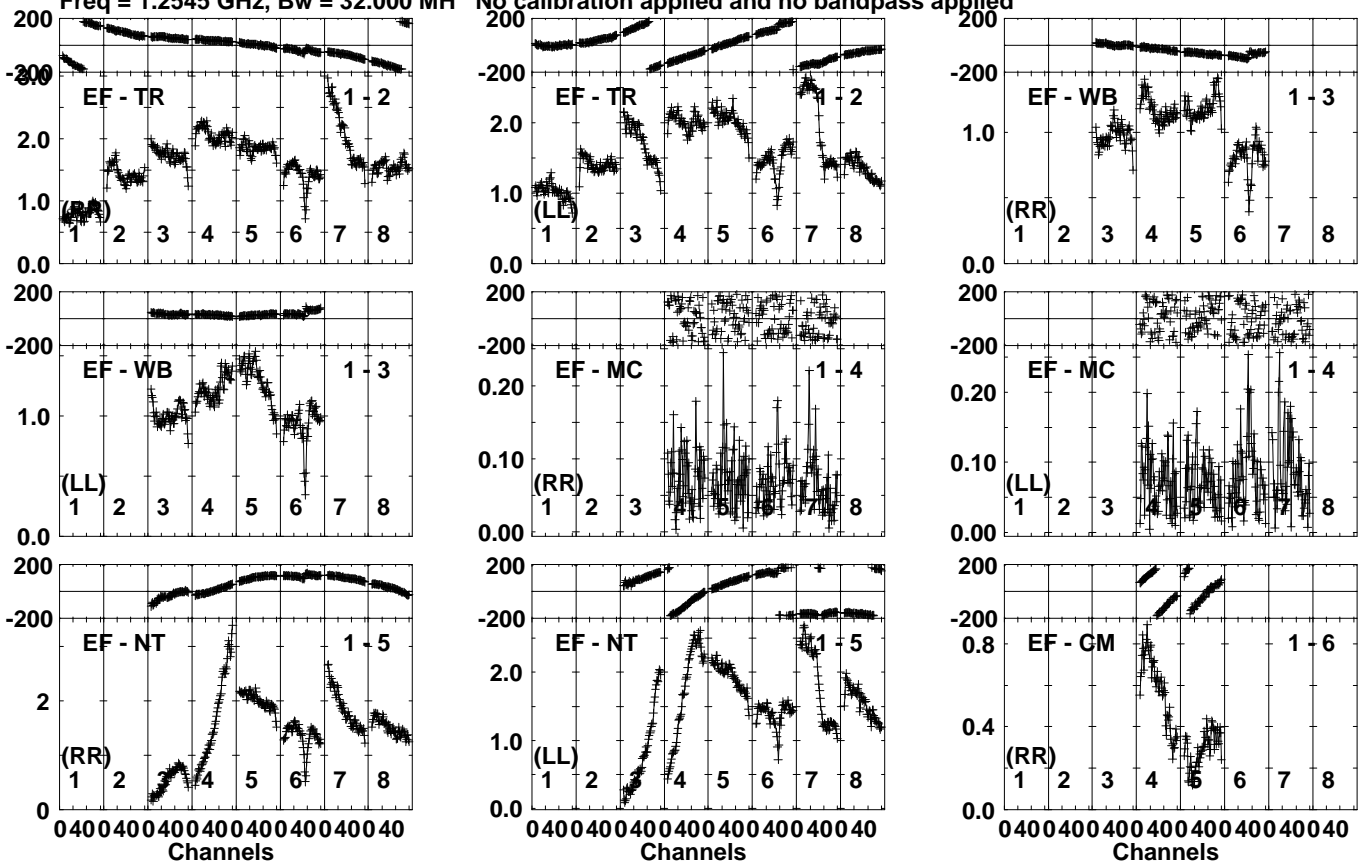 Freq = 1.2545 GHz, Bw = 32.000 MH No calibration applied and no bandpass applied
200
-200
3.0
2.0
1.0
0.0
EF - TR 1 - 2
(RR)
1 2 3 4 5 6 7 8
200
-200
2.0
1.0
0.0
EF - TR 1 - 2
(LL)
1 2 3 4 5 6 7 8
200
-200
1.0
0.0
EF - WB 1 - 3
(RR)
1 2 3 4 5 6 7 8
200
-200
1.0
0.0
EF - WB 1 - 3
(LL)
1 2 3 4 5 6 7 8
200
-200
0.20
0.10
0.00
EF - MC 1 - 4
(RR)
1 2 3 4 5 6 7 8
200
-200
0.20
0.10
0.00
EF - MC 1 - 4
(LL)
1 2 3 4 5 6 7 8
200
-200
2
0
EF - NT 1 - 5
(RR)
1 2 3 4 5 6 7 8
0 40 0 40 0 40 0 40 0 40 0 40 0 40 0 40
Channels
200
-200
2.0
1.0
0.0
EF - NT 1 - 5
(LL)
1 2 3 4 5 6 7 8
0 40 0 40 0 40 0 40 0 40 0 40 0 40 0 40
Channels
200
-200
0.8
0.4
0.0
EF - CM 1 - 6
(RR)
1 2 3 4 5 6 7 8
0 40 0 40 0 40 0 40 0 40 0 40 0 40 0 40
Channels